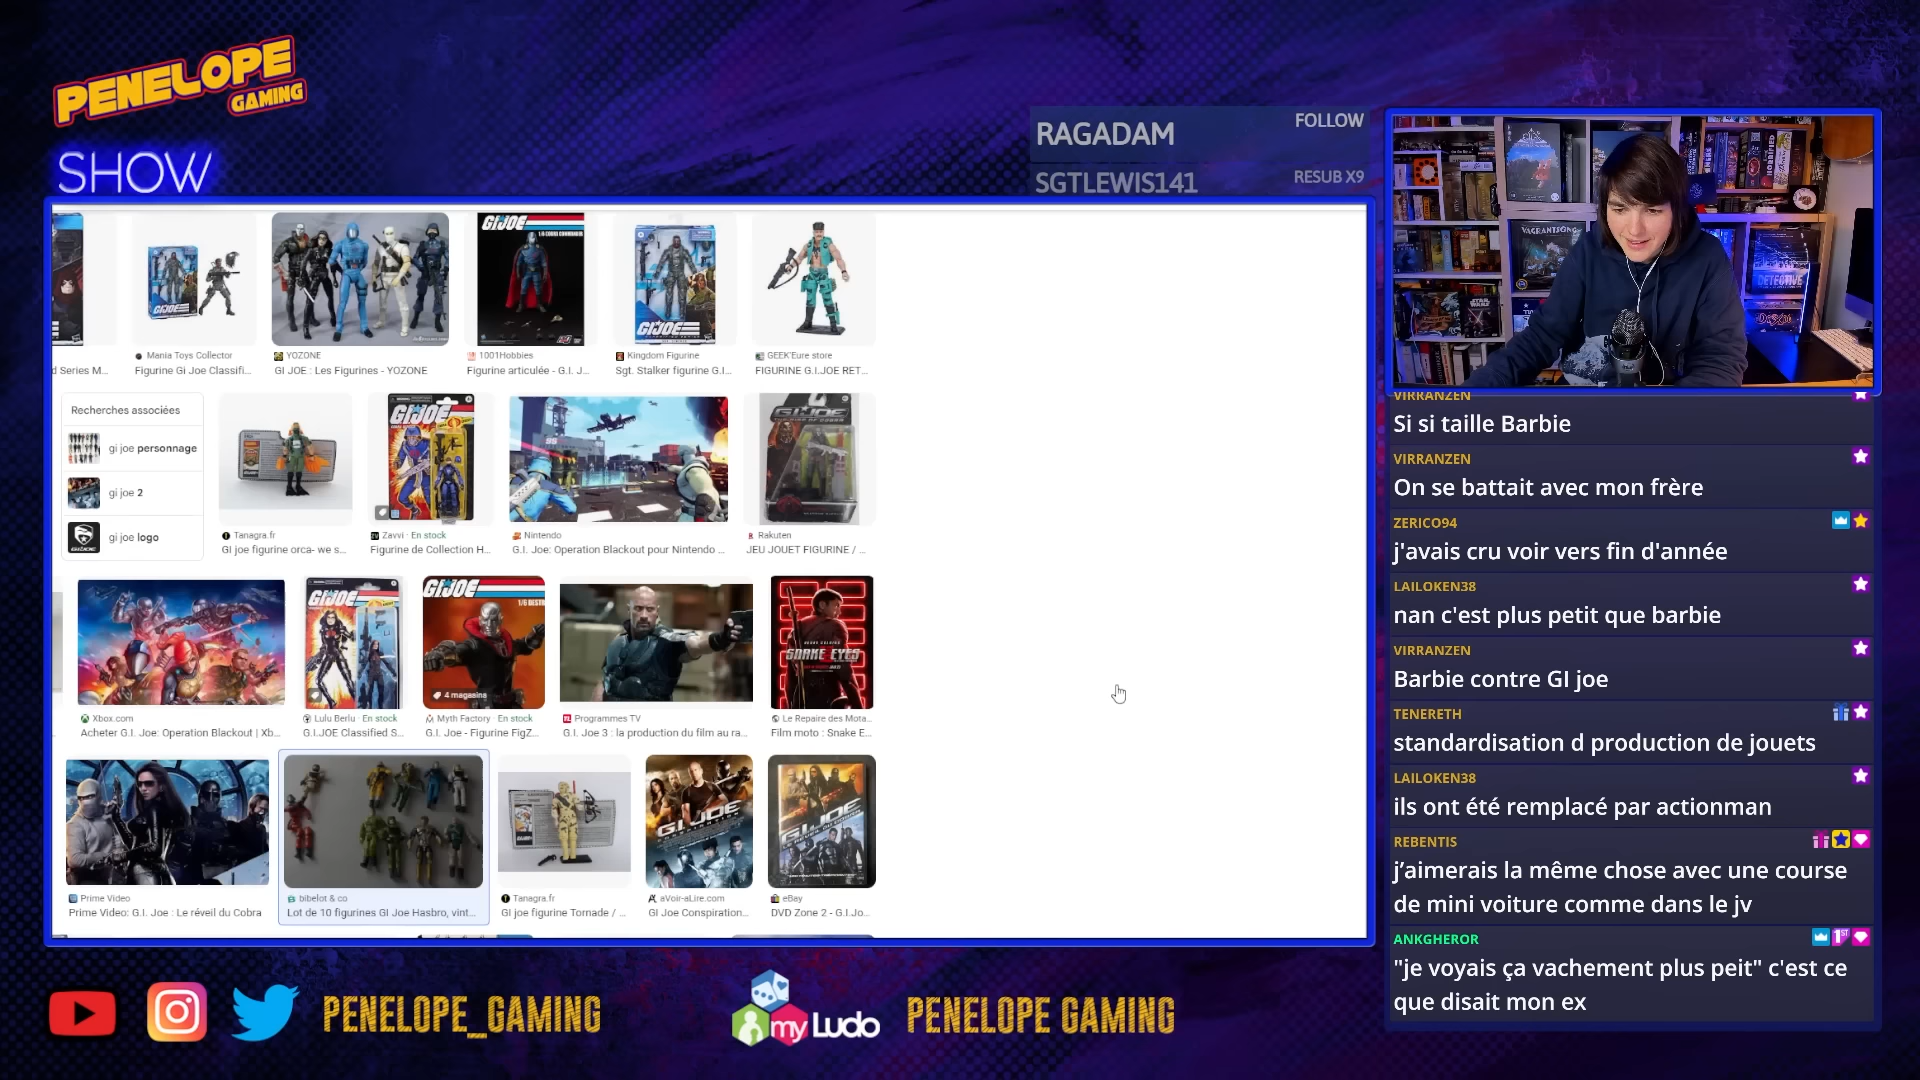 PENELOPE
GAMING
SHOW
RAGADAM
FOLLOW
SGTLEWIS141
RESUB X9
Mania Toys Collector
YOZONE
1001Hobbies
Kingdom Figurine
GEEK'Eure store
d Series M...
Figurine Gi Joe Classifi...
GI JOE : Les Figurines - YOZONE
Figurine articulée - G.I. J...
Sgt. Stalker figurine G.I...
FIGURINE G.I.JOE RET...
Recherches associées
gi joe personnage
gi joe 2
gi joe logo
Tanagra.fr
Zavvi · En stock
Nintendo
Rakuten
GI joe figurine orca- we s...
Figurine de Collection H...
G.I. Joe: Operation Blackout pour Nintendo ...
JEU JOUET FIGURINE / ...
4 magasins
SNAKE EYES
Xbox.com
Lulu Berlu · En stock
Myth Factory · En stock
Programmes TV
Le Repaire des Mota...
Acheter G.I. Joe: Operation Blackout | Xb...
G.I.JOE Classified S...
G.I. Joe - Figurine FigZ...
G.I. Joe 3 : la production du film au ra...
Film moto : Snake E...
Prime Video
bibelot & co
Tanagra.fr
aVoir-aLire.com
eBay
Prime Video: G.I. Joe : Le réveil du Cobra
Lot de 10 figurines GI Joe Hasbro, vint...
GI joe figurine Tornade / ...
GI Joe Conspiration...
DVD Zone 2 - G.I.Jo...
VAGRANTSONG
DETECTIVE
STAR WARS
VIRRANZEN
Si si taille Barbie
VIRRANZEN
On se battait avec mon frère
ZERICO94
j'avais cru voir vers fin d'année
LAILOKEN38
nan c'est plus petit que barbie
VIRRANZEN
Barbie contre GI joe
TENERETH
standardisation d production de jouets
LAILOKEN38
ils ont été remplacé par actionman
REBENTIS
j'aimerais la même chose avec une course
de mini voiture comme dans le jv
ANKGHEROR
"je voyais ça vachement plus peit" c'est ce
que disait mon ex
PENELOPE_GAMING
my Ludo
PENELOPE GAMING